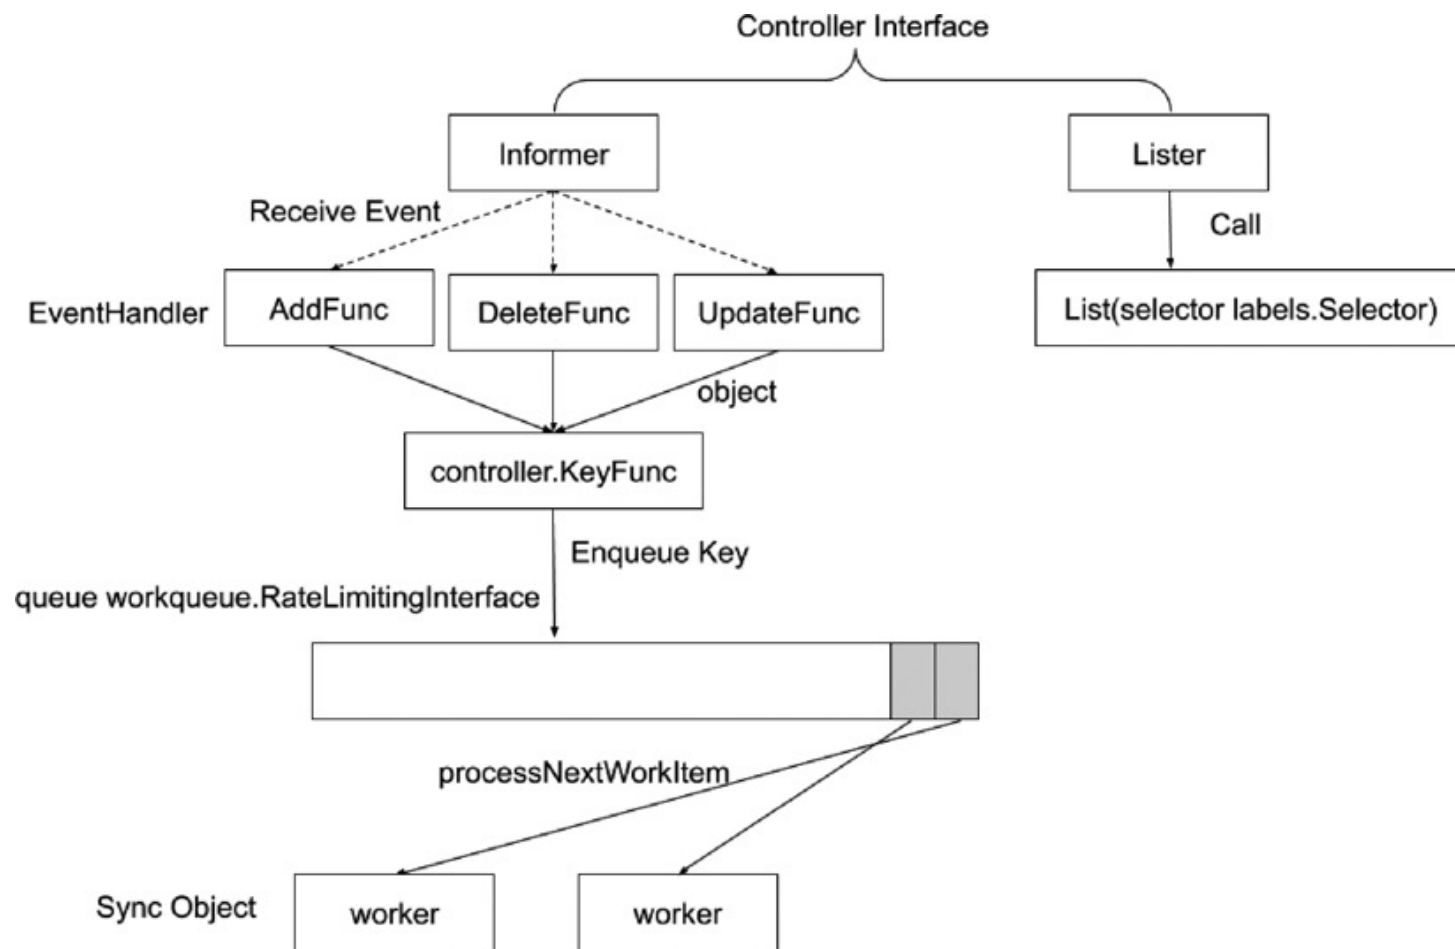 Controller Interface
Informer
Lister
Receive Event
Call
EventHandler
AddFunc
DeleteFunc
UpdateFunc
List(selector labels.Selector)
object
controller.KeyFunc
Enqueue Key
queue workqueue.RateLimitingInterface
processNextWorkItem
Sync Object
worker
worker